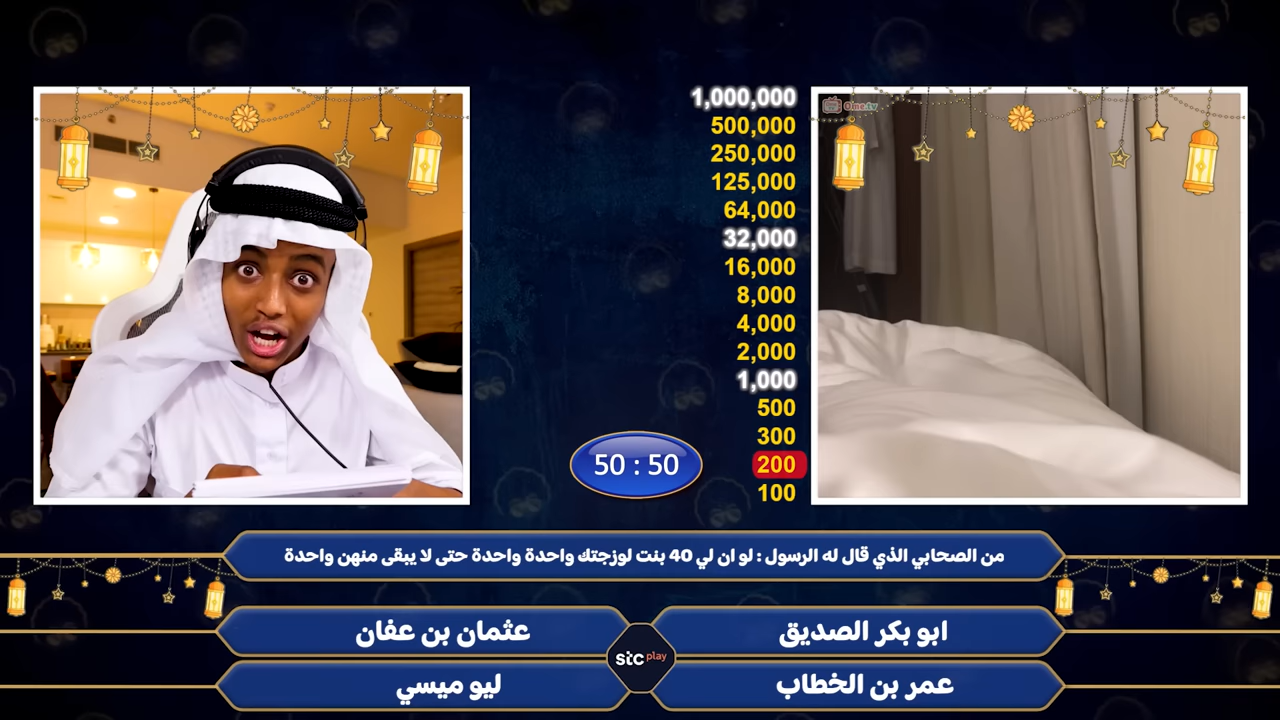 1,000,000
500,000
250,000
125,000
64,000
32,000
16,000
8,000
4,000
2,000
1,000
500
300
200
100
50 : 50
Ome.tv
من الصحابي الذي قال له الرسول : لو ان لي 40 بنت لوزجتك واحدة واحدة حتى لا يبقى منهن واحدة
ابو بكر الصديق
عثمان بن عفان
stc play
عمر بن الخطاب
ليو ميسي